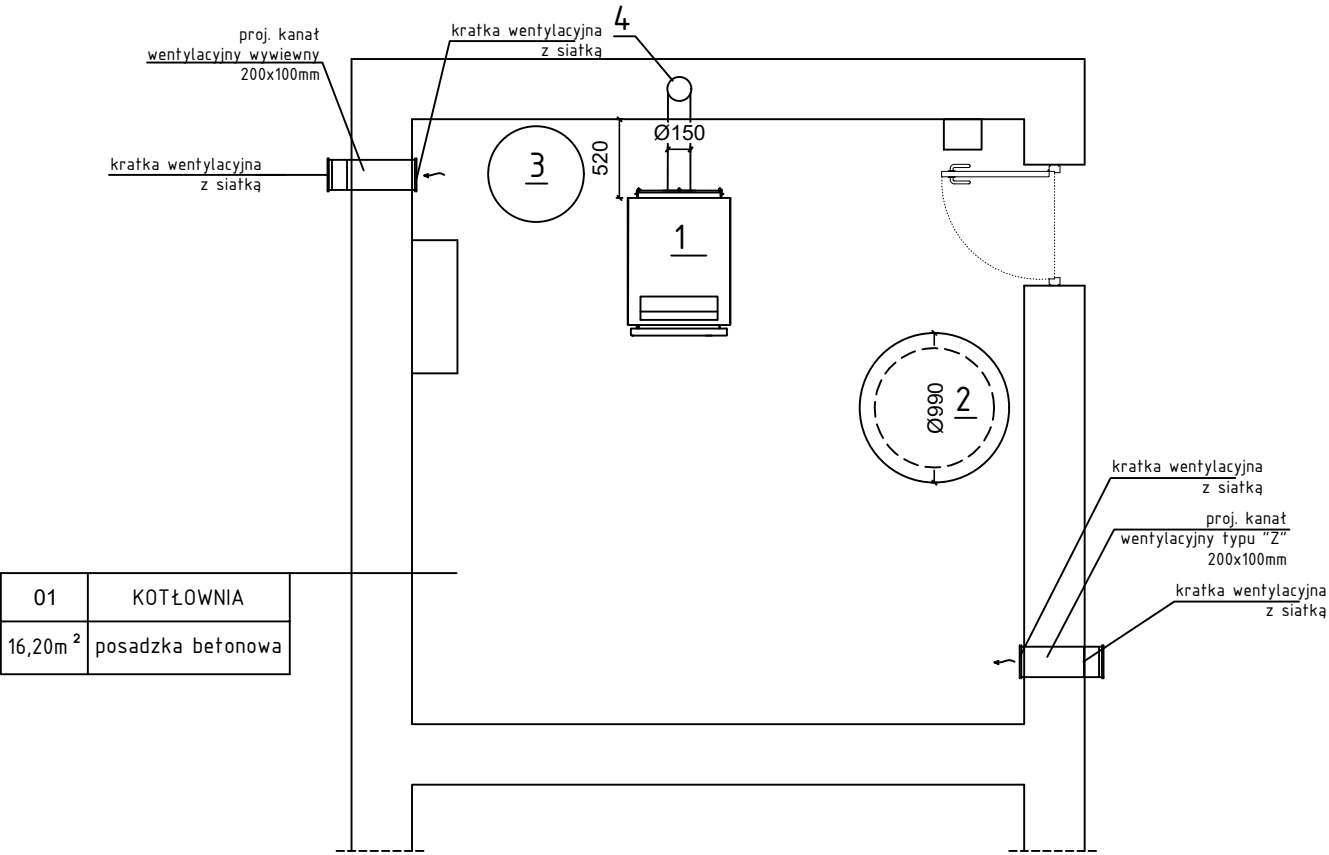 proj. kanał
wentylacyjny wywiewny
200x100mm
kratka wentylacyjna
z siatką
4
kratka wentylacyjna
z siatką
3
520
Ø150
1
Ø990
2
kratka wentylacyjna
z siatką
proj. kanał
wentylacyjny typu "Z"
200x100mm
kratka wentylacyjna
z siatką
01 KOTŁOWNIA
16,20m² posadzka betonowa